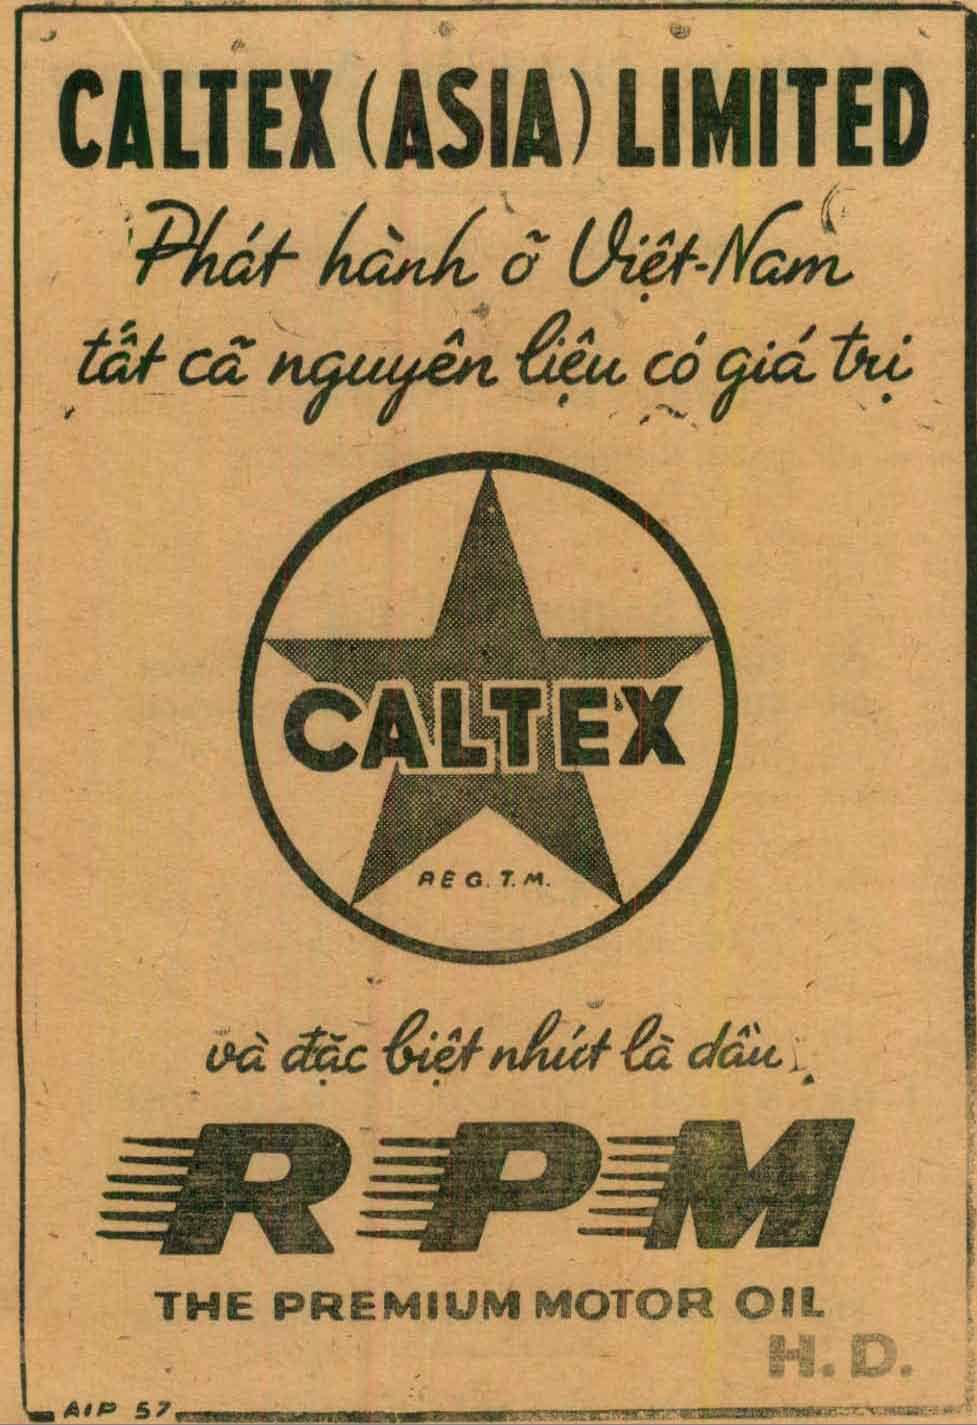 CALTEX (ASIA) LIMITED
Phát hành õ Việt-Nam
tất cã nguyên liệu có giá trị
CALTEX
REG. T. M.
và đặc biệt nhứt là dầu
RPM
THE PREMIUM MOTOR OIL
H. D.
AIP 57